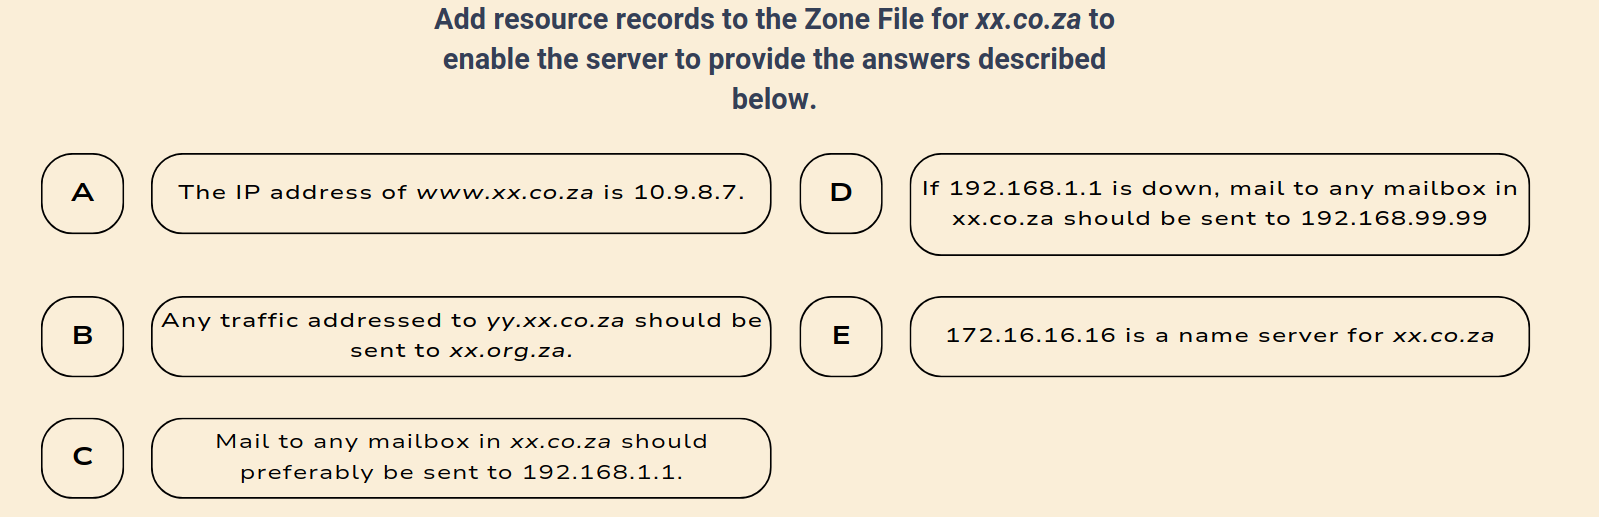 Add resource records to the Zone File for xx.co.za to
enable the server to provide the answers described
below.
A
The IP address of www.xx.co.za is 10.9.8.7.
B
Any traffic addressed to yy.xx.co.za should be
sent to xx.org.za.
C
Mail to any mailbox in xx.co.za should
preferably be sent to 192.168.1.1.
D
If 192.168.1.1 is down, mail to any mailbox in
xx.co.za should be sent to 192.168.99.99
E
172.16.16.16 is a name server for xx.co.za